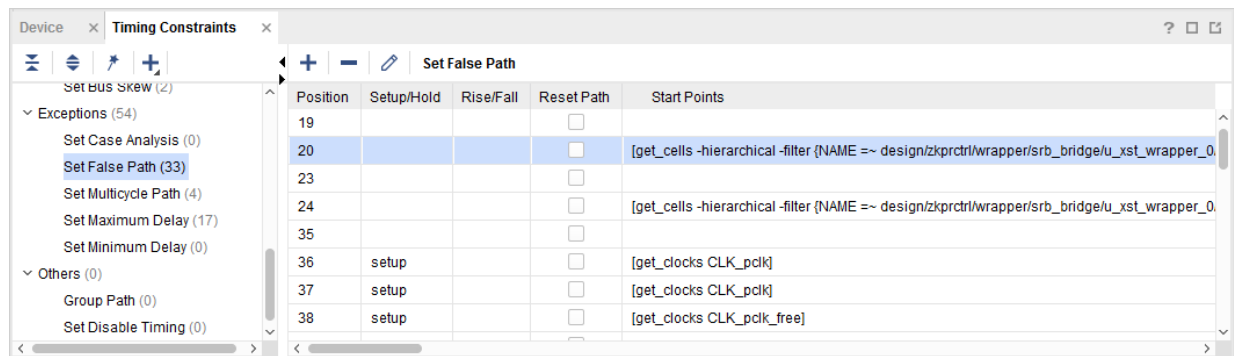 Device × Timing Constraints × ?
Set False Path
Set Bus Skew (2)
Exceptions (54)
Set Case Analysis (0)
Set False Path (33)
Set Multicycle Path (4)
Set Maximum Delay (17)
Set Minimum Delay (0)
Others (0)
Group Path (0)
Set Disable Timing (0)
Position Setup/Hold Rise/Fall Reset Path Start Points
19
20 [get_cells -hierarchical -filter {NAME =~ design/zkprctrl/wrapper/srb_bridge/u_xst_wrapper_0/
23
24 [get_cells -hierarchical -filter {NAME =~ design/zkprctrl/wrapper/srb_bridge/u_xst_wrapper_0/
35
36 setup [get_clocks CLK_pclk]
37 setup [get_clocks CLK_pclk]
38 setup [get_clocks CLK_pclk_free]